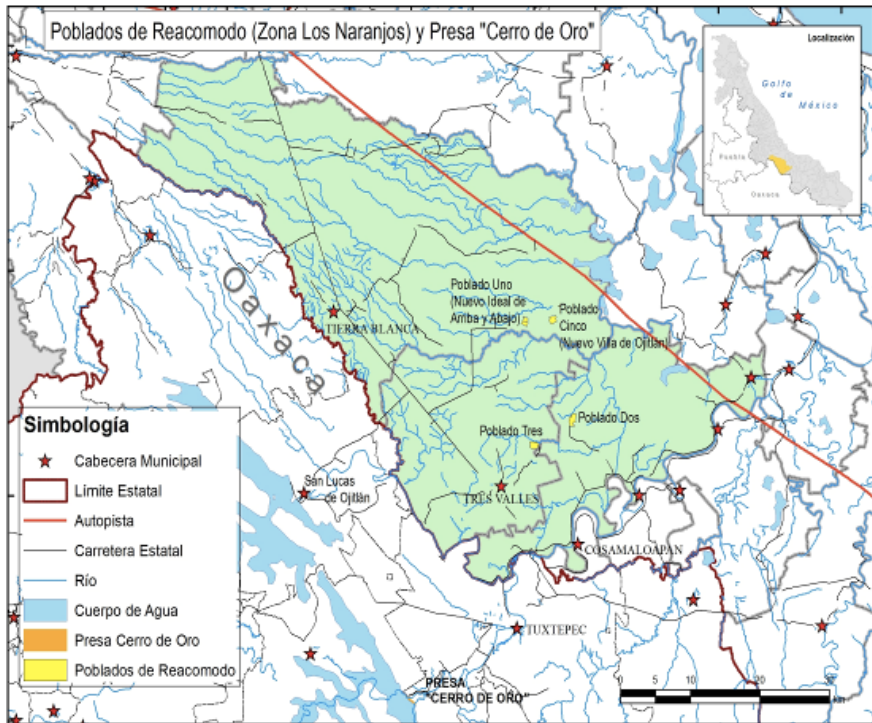 Poblados de Reacomodo (Zona Los Naranjos) y Presa "Cerro de Oro"
Localización
Golfo
de
México
Puebla
Oaxaca
Oaxaca
Poblado Uno
(Nuevo Ideal de
Arriba y Abajo)
Poblado
Cinco
(Nuevo Villa de Ojitlán)
TIERRA BLANCA
Poblado Dos
Poblado Tres
TRES VALLES
San Lucas
de Ojitlán
COSAMALOAPAN
TUXTEPEC
PRESA
"CERRO DE ORO"
Simbología
Cabecera Municipal
Límite Estatal
Autopista
Carretera Estatal
Río
Cuerpo de Agua
Presa Cerro de Oro
Poblados de Reacomodo
0 5 10 20
km